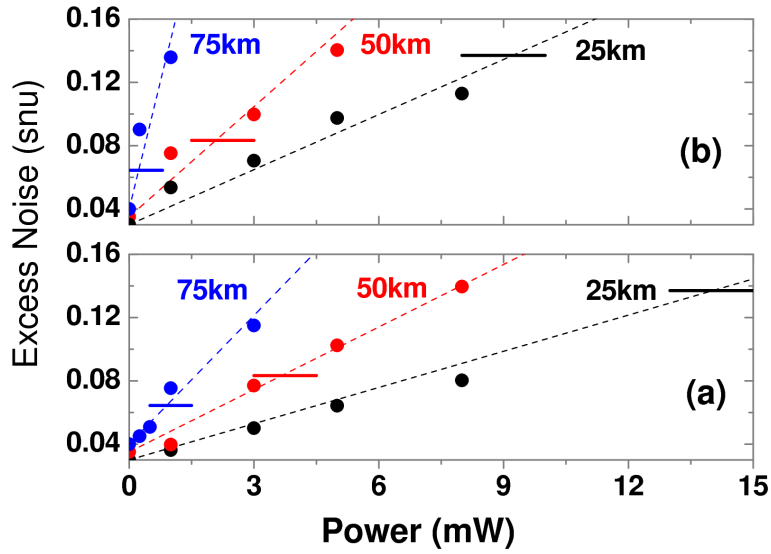 Excess Noise (snu)
0.16
0.12
0.08
0.04
75km
50km
25km
(b)
0.16
0.12
0.08
0.04
75km
50km
25km
(a)
0 3 6 9 12 15
Power (mW)